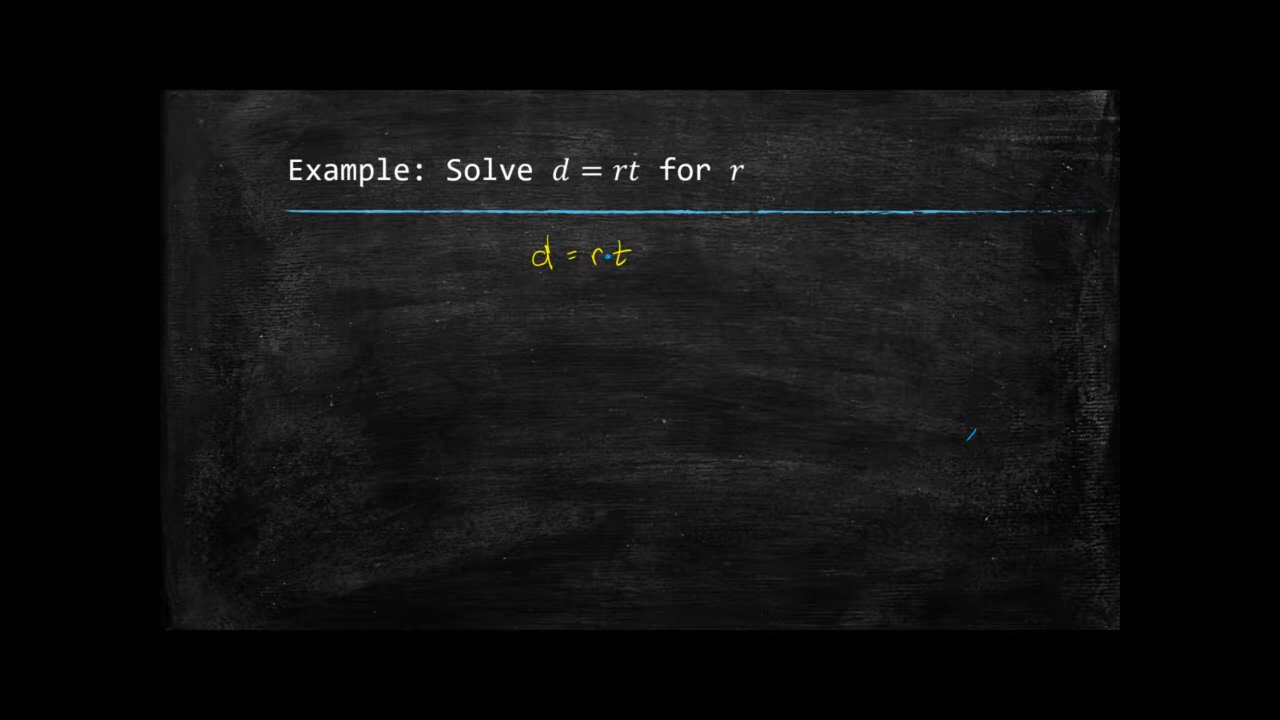 Example: Solve d = rt for r
d = r·t